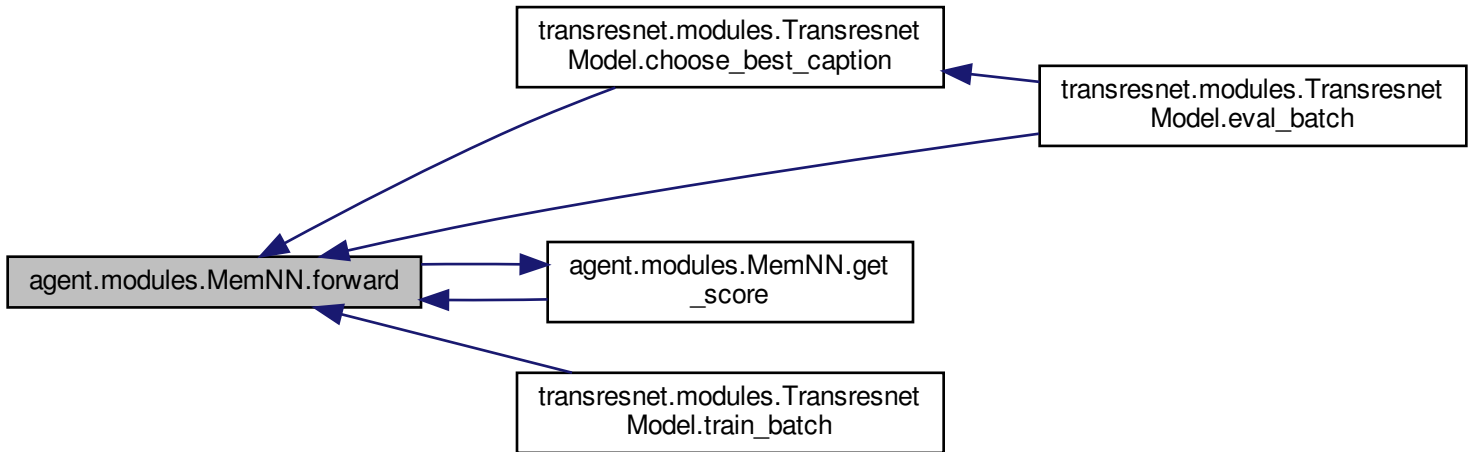 transresnet.modules.Transresnet
Model.choose_best_caption
transresnet.modules.Transresnet
Model.eval_batch
agent.modules.MemNN.forward
agent.modules.MemNN.get
_score
transresnet.modules.Transresnet
Model.train_batch